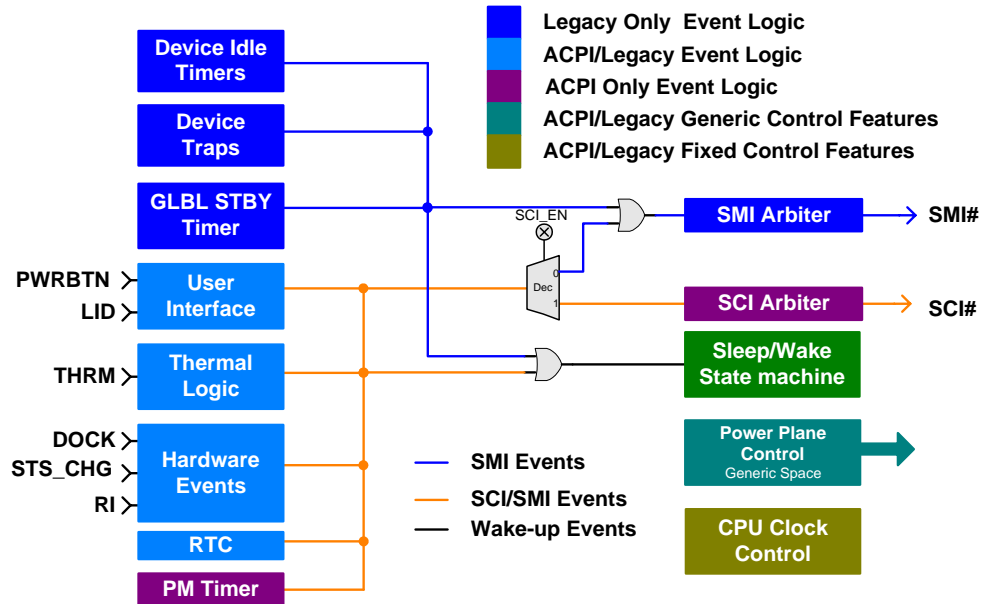 Legacy Only Event Logic
ACPI/Legacy Event Logic
ACPI Only Event Logic
ACPI/Legacy Generic Control Features
ACPI/Legacy Fixed Control Features
Device Idle
Timers
Device
Traps
GLBL STBY
Timer
PWRBTN
LID
User
Interface
THRM
Thermal
Logic
DOCK
STS_CHG
RI
Hardware
Events
RTC
PM Timer
SCI_EN
Dec
0
1
SMI Arbiter
SMI#
SCI Arbiter
SCI#
Sleep/Wake
State machine
Power Plane
Control
Generic Space
CPU Clock
Control
SMI Events
SCI/SMI Events
Wake-up Events